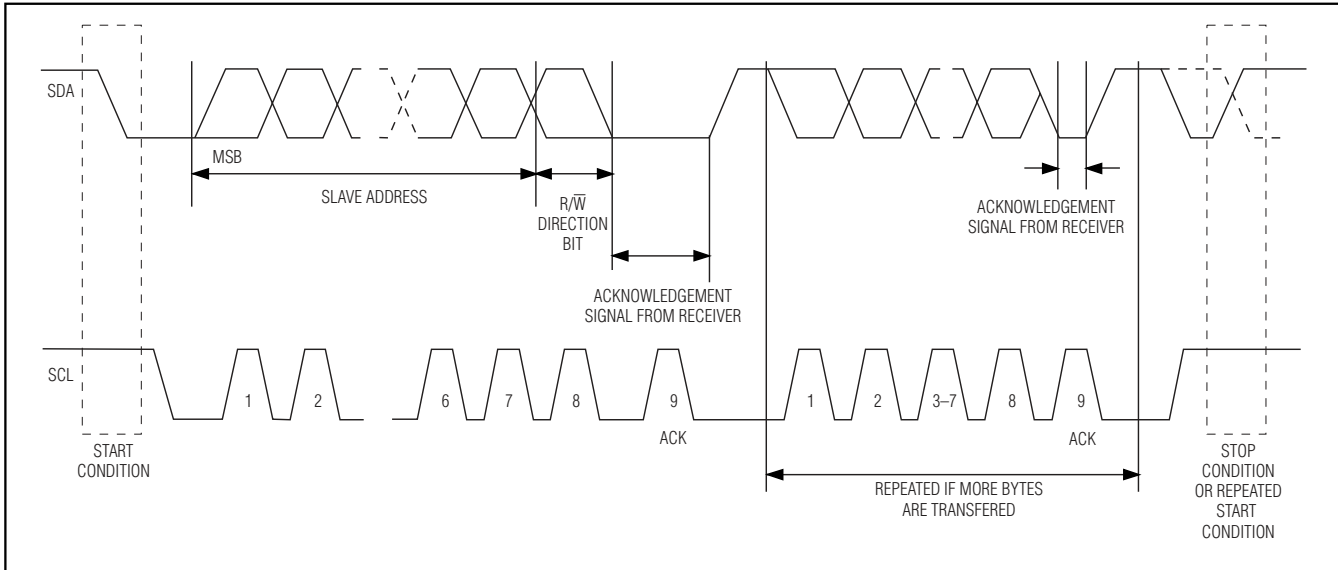 SDA
MSB
SLAVE ADDRESS
R/W̅
DIRECTION
BIT
ACKNOWLEDGEMENT
SIGNAL FROM RECEIVER
ACKNOWLEDGEMENT
SIGNAL FROM RECEIVER
SCL
1
2
6
7
8
9
ACK
1
2
3–7
8
9
ACK
START
CONDITION
REPEATED IF MORE BYTES
ARE TRANSFERED
STOP
CONDITION
OR REPEATED
START
CONDITION